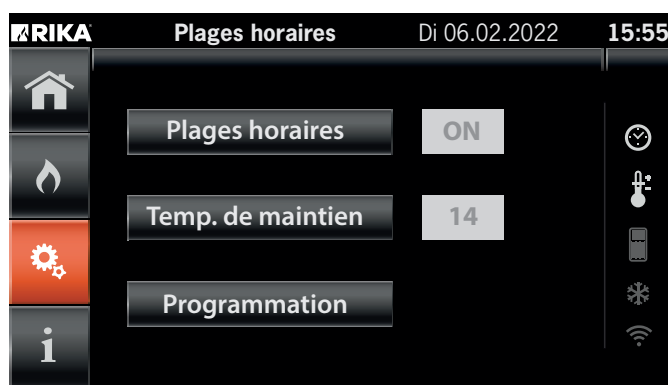 RIKA Plages horaires Di 06.02.2022 15:55
Plages horaires ON
Temp. de maintien 14
Programmation
i